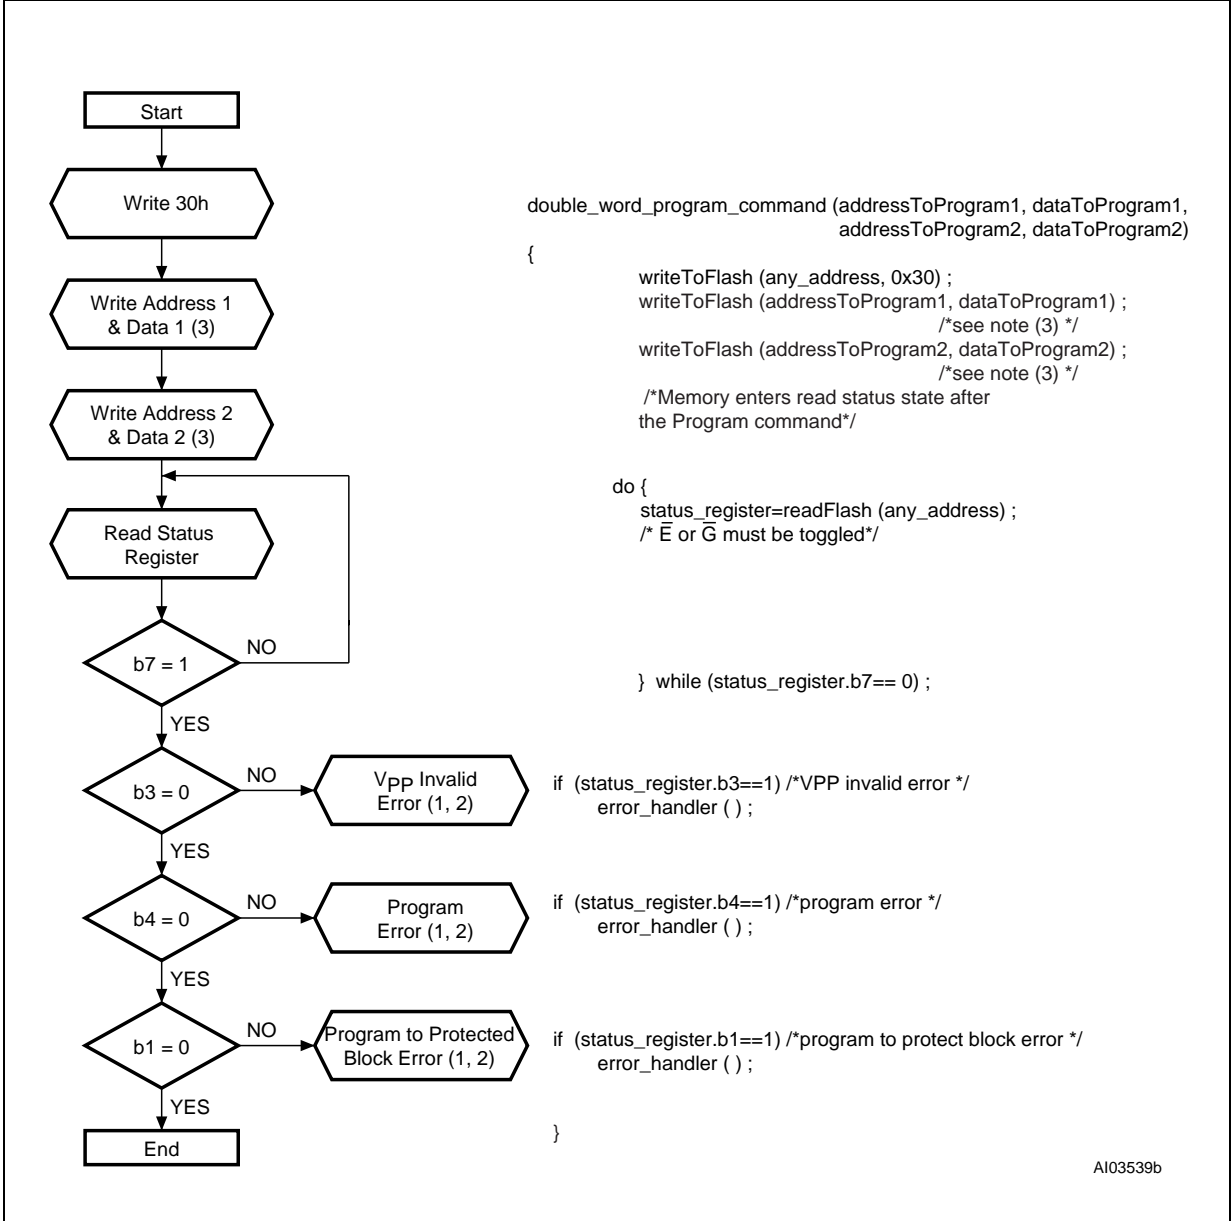 Start
Write 30h
Write Address 1
& Data 1 (3)
Write Address 2
& Data 2 (3)
Read Status
Register
NO
b7 = 1
YES
NO
b3 = 0
VPP Invalid
Error (1, 2)
YES
NO
b4 = 0
Program
Error (1, 2)
YES
NO
b1 = 0
Program to Protected
Block Error (1, 2)
YES
End
double_word_program_command (addressToProgram1, dataToProgram1,
addressToProgram2, dataToProgram2)
{
writeToFlash (any_address, 0x30) ;
writeToFlash (addressToProgram1, dataToProgram1) ;
/*see note (3) */
writeToFlash (addressToProgram2, dataToProgram2) ;
/*see note (3) */
/*Memory enters read status state after
the Program command*/
do {
status_register=readFlash (any_address) ;
/* E̅ or G̅ must be toggled*/
} while (status_register.b7== 0) ;
if (status_register.b3==1) /*VPP invalid error */
error_handler ( ) ;
if (status_register.b4==1) /*program error */
error_handler ( ) ;
if (status_register.b1==1) /*program to protect block error */
error_handler ( ) ;
}
AI03539b